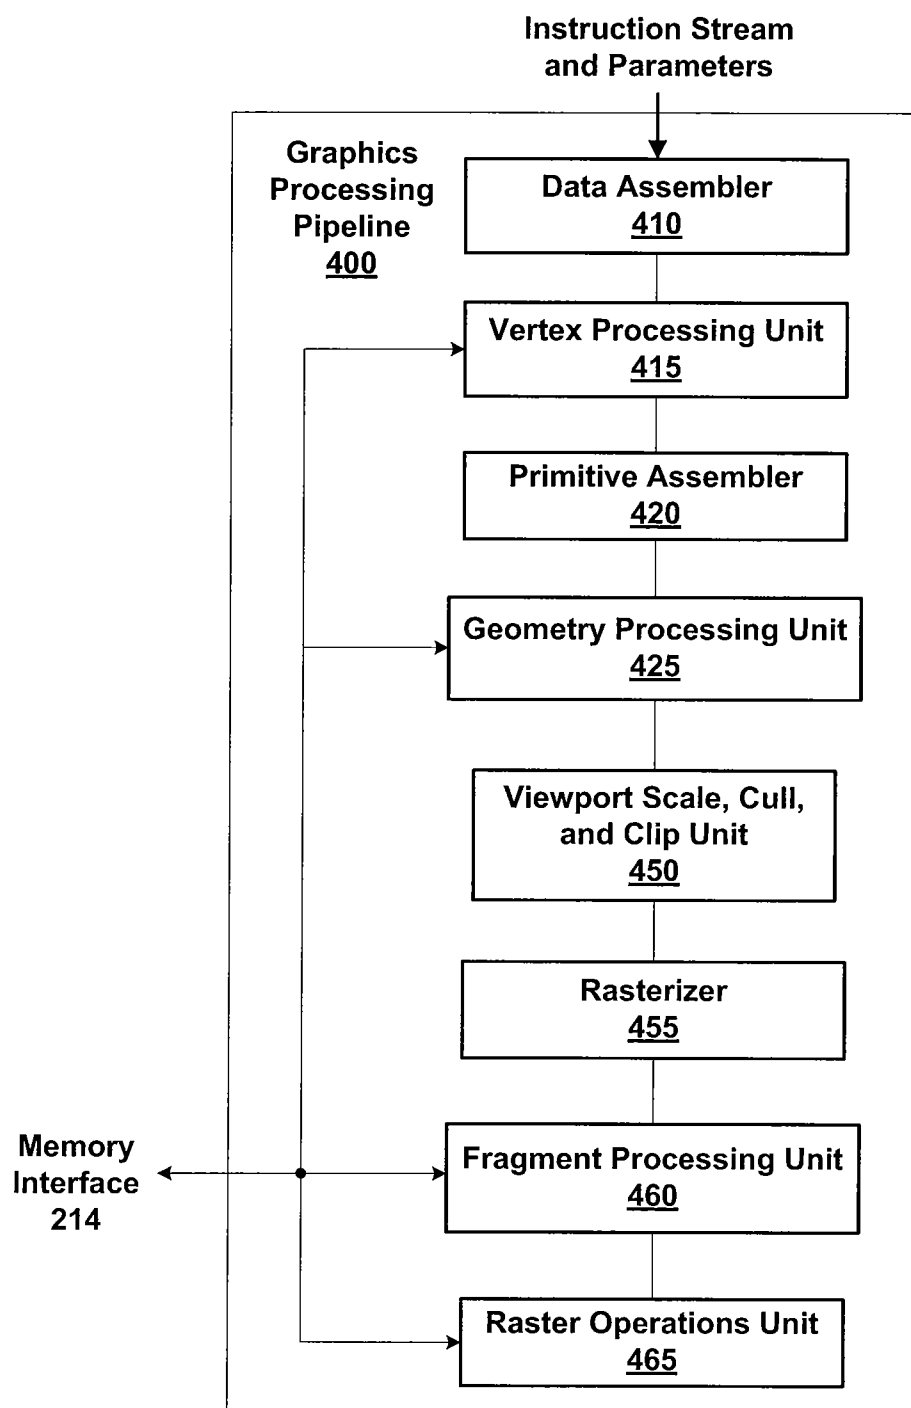 Instruction Stream
and Parameters
Graphics
Processing
Pipeline
400
Data Assembler
410
Vertex Processing Unit
415
Primitive Assembler
420
Geometry Processing Unit
425
Viewport Scale, Cull,
and Clip Unit
450
Rasterizer
455
Memory
Interface
214
Fragment Processing Unit
460
Raster Operations Unit
465